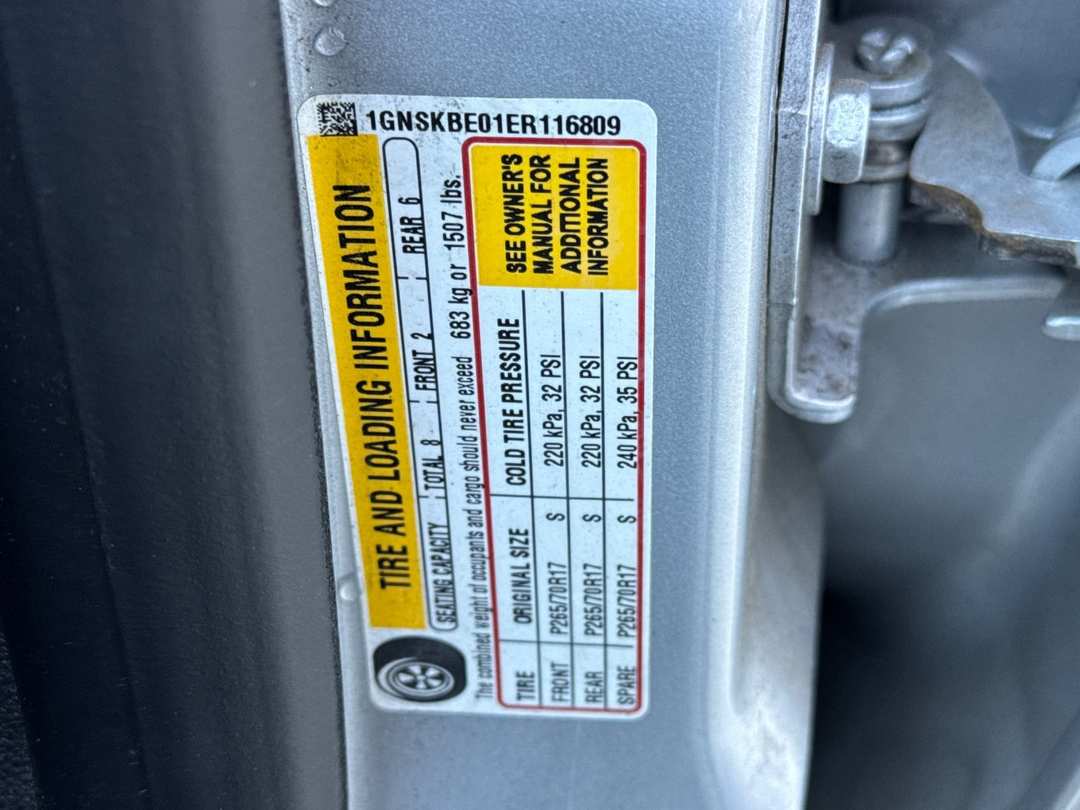 1GNSKBE01ER116809
TIRE AND LOADING INFORMATION
SEATING CAPACITY TOTAL 8 FRONT 2 REAR 6
The combined weight of occupants and cargo should never exceed 683 kg or 1507 lbs.
TIRE ORIGINAL SIZE COLD TIRE PRESSURE
FRONT P265/70R17 S 220 kPa, 32 PSI
REAR P265/70R17 S 220 kPa, 32 PSI
SPARE P265/70R17 S 240 kPa, 35 PSI
SEE OWNER'S
MANUAL FOR
ADDITIONAL
INFORMATION